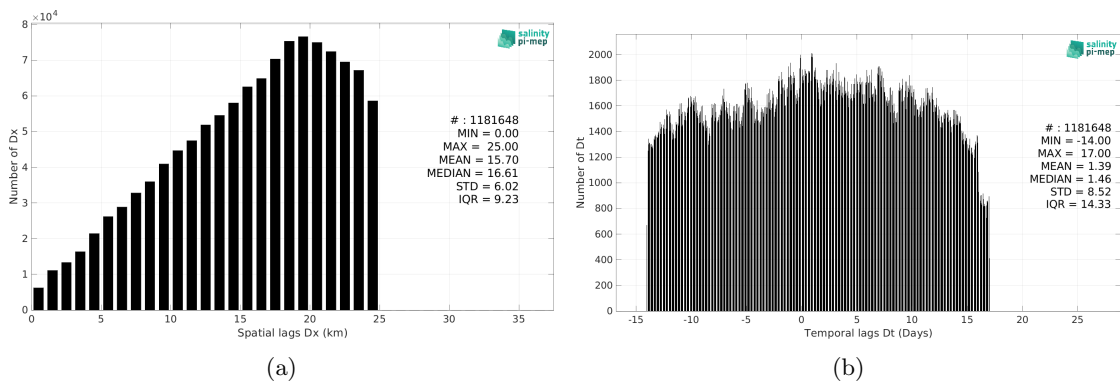 ×10⁴
8
7
6
5
4
3
2
1
0
Number of Dx
salinity
pi-mep
# : 1181648
MIN = 0.00
MAX = 25.00
MEAN = 15.70
MEDIAN = 16.61
STD = 6.02
IQR = 9.23
0 5 10 15 20 25 30 35
Spatial lags Dx (km)
(a)
2000
1800
1600
1400
1200
1000
800
600
400
200
0
Number of Dt
salinity
pi-mep
# : 1181648
MIN = -14.00
MAX = 17.00
MEAN = 1.39
MEDIAN = 1.46
STD = 8.52
IQR = 14.33
-15 -10 -5 0 5 10 15 20 25
Temporal lags Dt (Days)
(b)